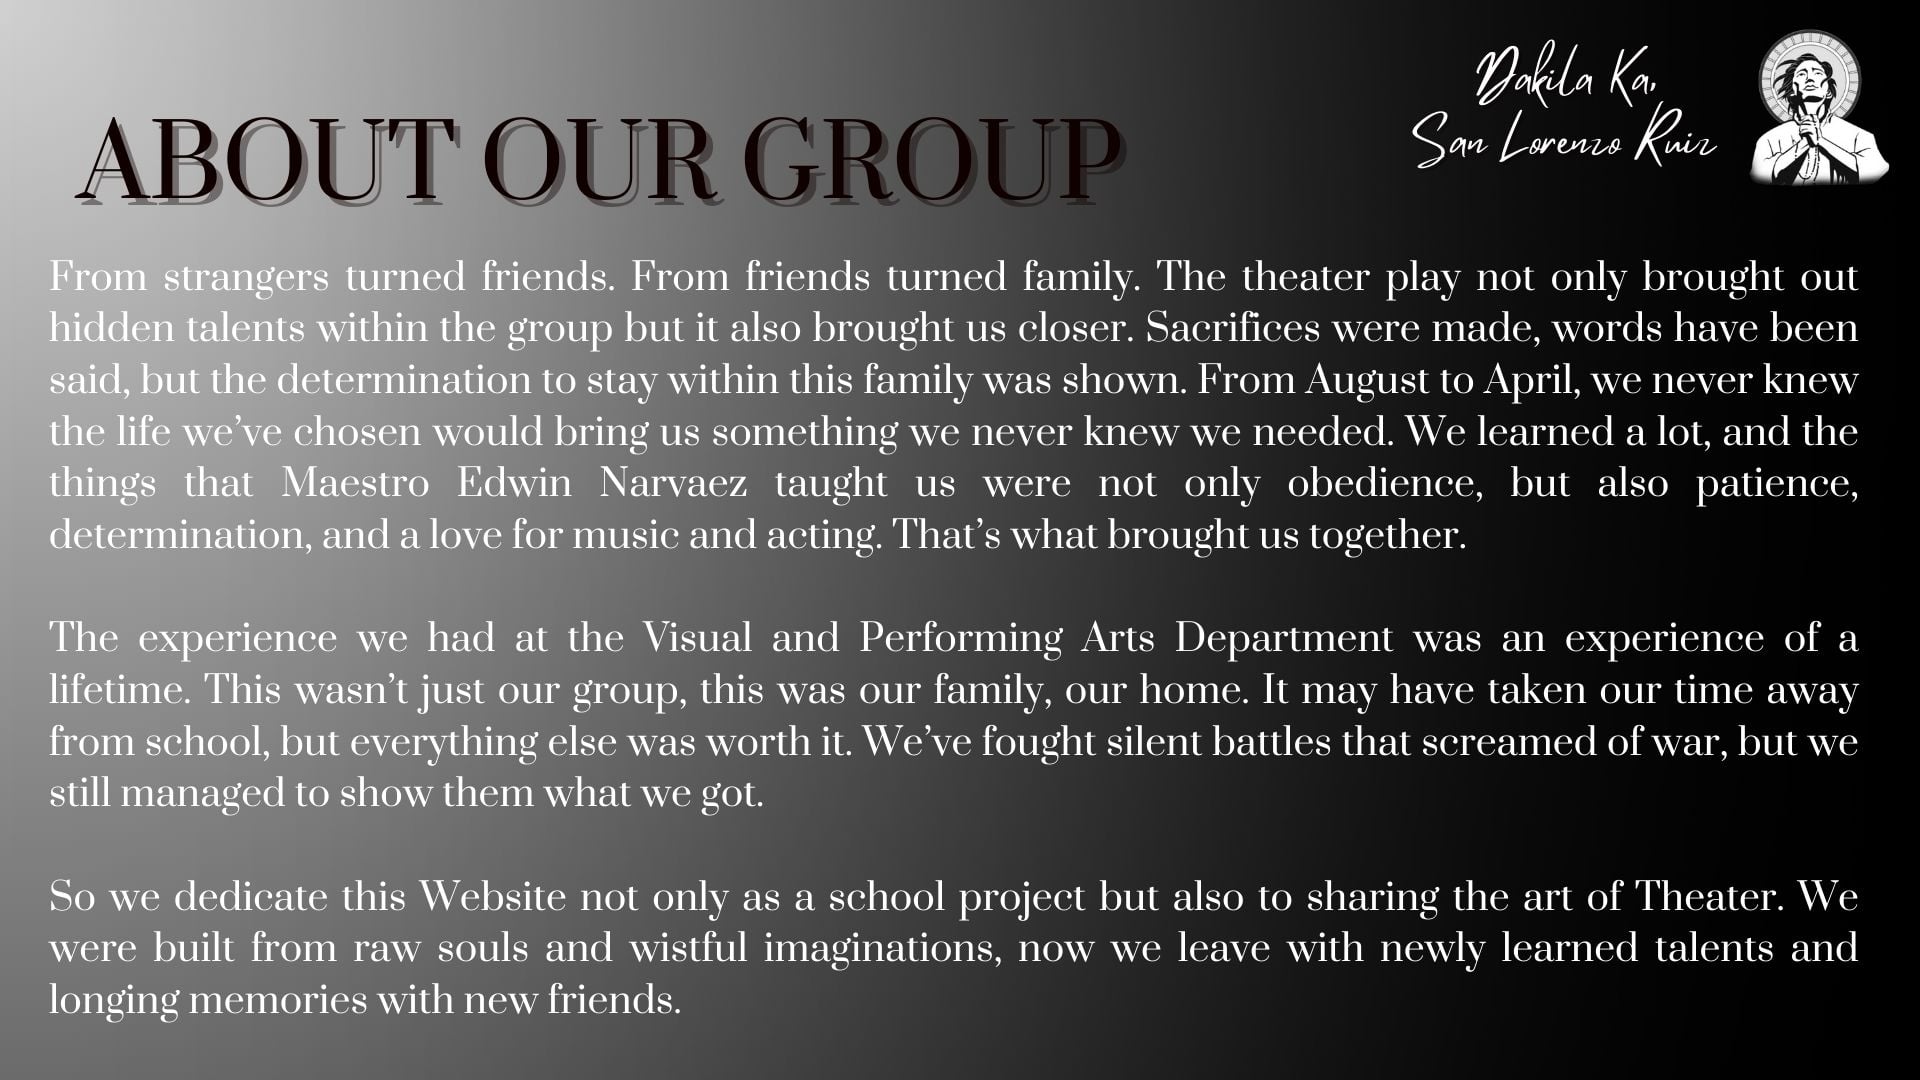 Dakila Ka,
San Lorenzo Ruiz
ABOUT OUR GROUP
From strangers turned friends. From friends turned family. The theater play not only brought out
hidden talents within the group but it also brought us closer. Sacrifices were made, words have been
said, but the determination to stay within this family was shown. From August to April, we never knew
the life we’ve chosen would bring us something we never knew we needed. We learned a lot, and the
things that Maestro Edwin Narvaez taught us were not only obedience, but also patience,
determination, and a love for music and acting. That’s what brought us together.
The experience we had at the Visual and Performing Arts Department was an experience of a
lifetime. This wasn’t just our group, this was our family, our home. It may have taken our time away
from school, but everything else was worth it. We’ve fought silent battles that screamed of war, but we
still managed to show them what we got.
So we dedicate this Website not only as a school project but also to sharing the art of Theater. We
were built from raw souls and wistful imaginations, now we leave with newly learned talents and
longing memories with new friends.